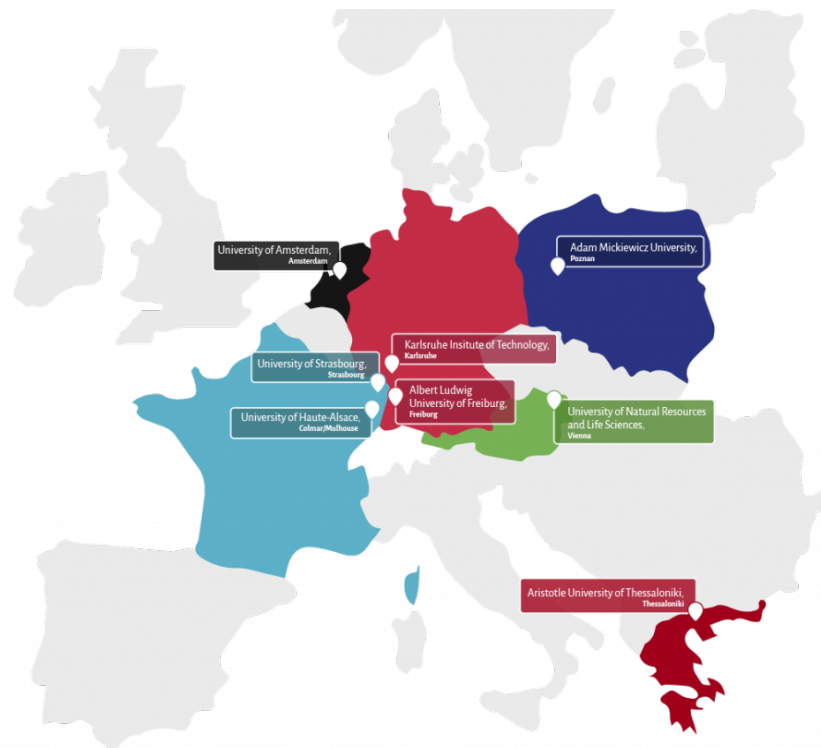 University of Amsterdam,
Amsterdam
Adam Mickiewicz University,
Poznan
Karlsruhe Insitute of Technology,
Karlsruhe
University of Strasbourg,
Strasbourg
Albert Ludwig
University of Freiburg,
Freiburg
University of Haute-Alsace,
Colmar/Mulhouse
University of Natural Resources
and Life Sciences,
Vienna
Aristotle University of Thessaloniki,
Thessaloniki